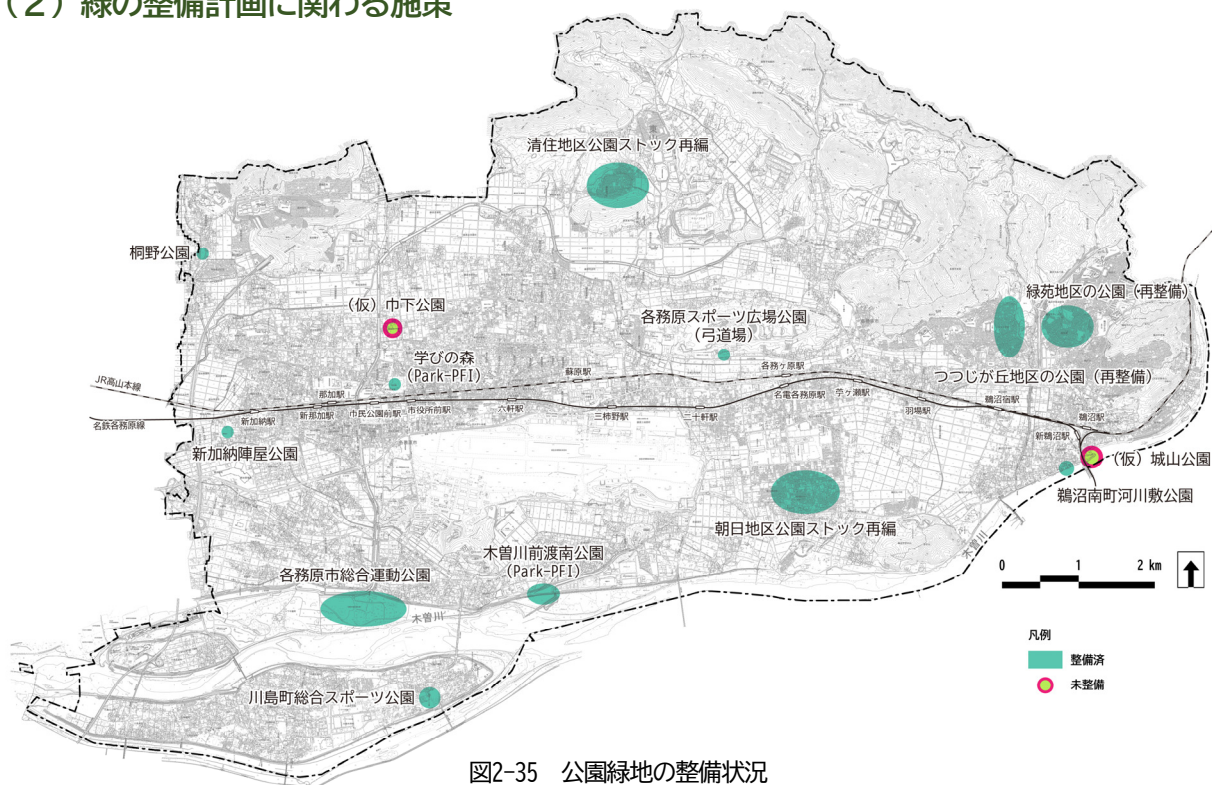 （２）緑の整備計画に関わる施策
清住地区公園ストック再編
桐野公園
（仮）巾下公園
各務原スポーツ広場公園
（弓道場）
緑苑地区の公園（再整備）
学びの森
(Park-PFI)
つつじが丘地区の公園（再整備）
JR高山本線
名鉄各務原線
新加納駅
新那加駅
那加駅
市民公園前駅
市役所前駅
六軒駅
蘇原駅
三柿野駅
二十軒駅
各務ヶ原駅
名電各務原駅
苧ヶ瀬駅
羽場駅
鵜沼宿駅
新鵜沼駅
鵜沼駅
新加納陣屋公園
（仮）城山公園
鵜沼南町河川敷公園
朝日地区公園ストック再編
木曽川
木曽川前渡南公園
(Park-PFI)
各務原市総合運動公園
木曽川
川島町総合スポーツ公園
0 1 2 km
凡例
整備済
未整備
図2-35　公園緑地の整備状況